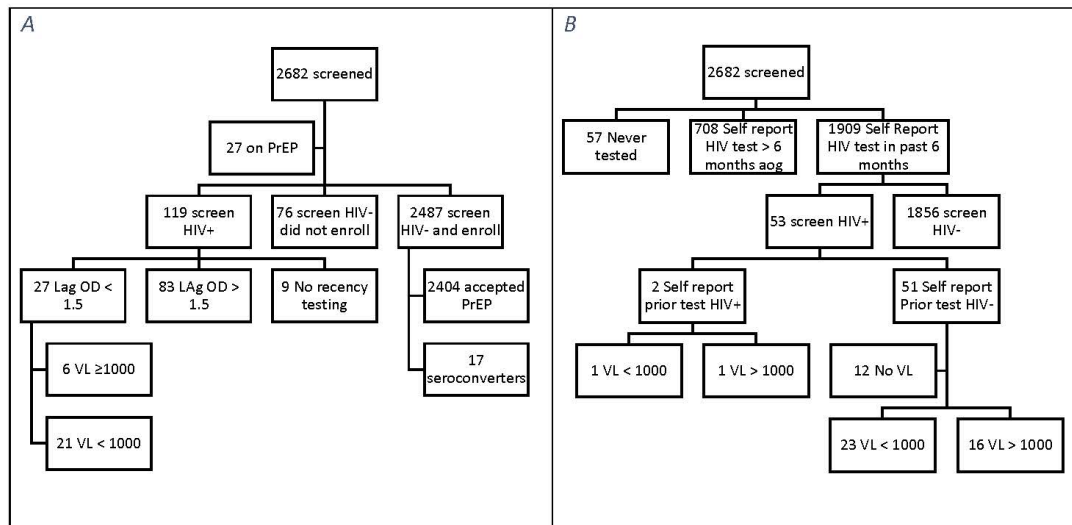 A
2682 screened
27 on PrEP
119 screen
HIV+
76 screen HIV-
did not enroll
2487 screen
HIV- and enroll
27 Lag OD <
1.5
83 LAg OD >
1.5
9 No recency
testing
2404 accepted
PrEP
6 VL ≥1000
17
seroconverters
21 VL < 1000
B
2682 screened
57 Never
tested
708 Self report
HIV test > 6
months aog
1909 Self Report
HIV test in past 6
months
53 screen HIV+
1856 screen
HIV-
2 Self report
prior test HIV+
51 Self report
Prior test HIV-
1 VL < 1000
1 VL > 1000
12 No VL
23 VL < 1000
16 VL > 1000